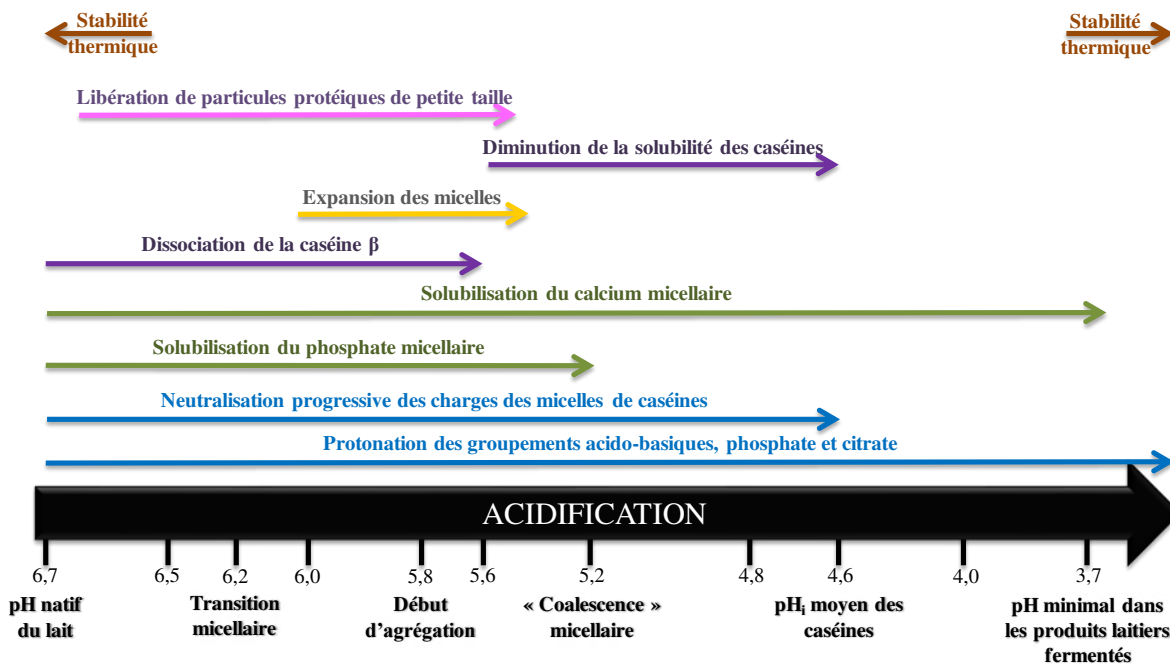 Stabilité
thermique
Stabilité
thermique
Libération de particules protéiques de petite taille
Diminution de la solubilité des caséines
Expansion des micelles
Dissociation de la caséine β
Solubilisation du calcium micellaire
Solubilisation du phosphate micellaire
Neutralisation progressive des charges des micelles de caséines
Protonation des groupements acido-basiques, phosphate et citrate
ACIDIFICATION
6,7 6,5 6,2 6,0 5,8 5,6 5,2 4,8 4,6 4,0 3,7
pH natif
du lait
Transition
micellaire
Début
d’agrégation
« Coalescence »
micellaire
pHi moyen des
caséines
pH minimal dans
les produits laitiers
fermentés